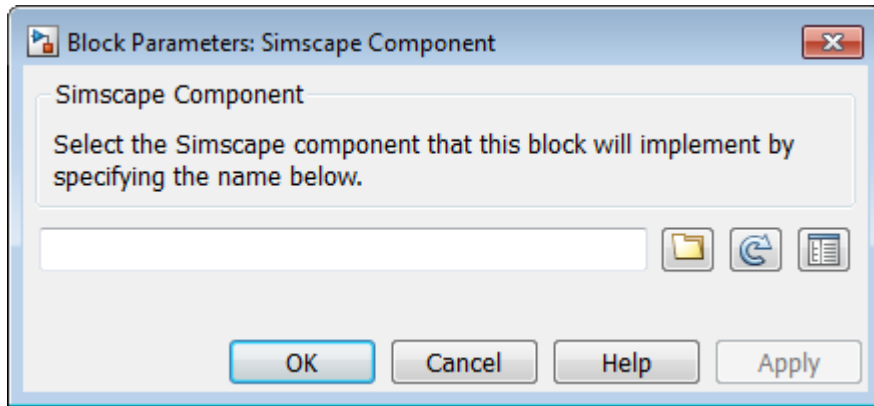 Block Parameters: Simscape Component
Simscape Component
Select the Simscape component that this block will implement by
specifying the name below.
OK Cancel Help Apply